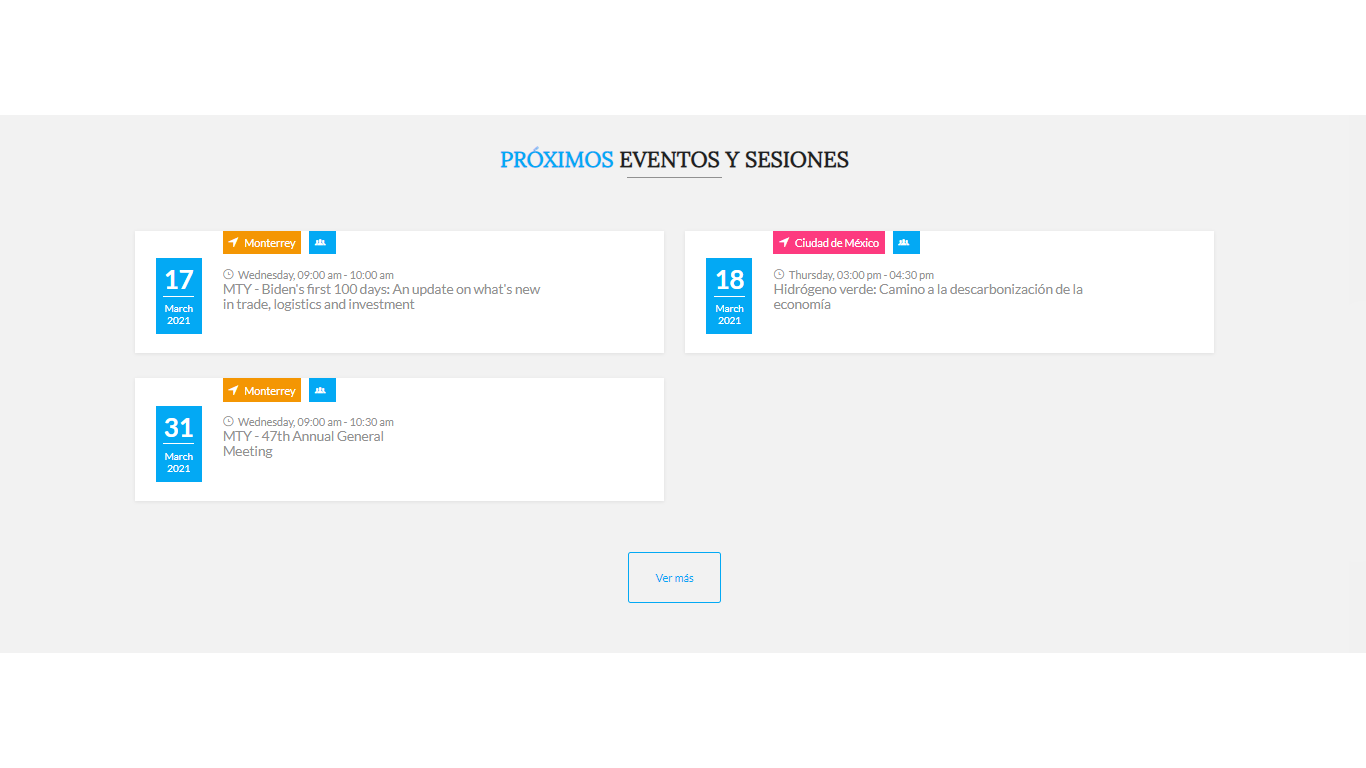 PRÓXIMOS EVENTOS Y SESIONES
Monterrey
17
March
2021
Wednesday, 09:00 am - 10:00 am
MTY - Biden's first 100 days: An update on what's new
in trade, logistics and investment
Ciudad de México
18
March
2021
Thursday, 03:00 pm - 04:30 pm
Hidrógeno verde: Camino a la descarbonización de la
economía
Monterrey
31
March
2021
Wednesday, 09:00 am - 10:30 am
MTY - 47th Annual General
Meeting
Ver más